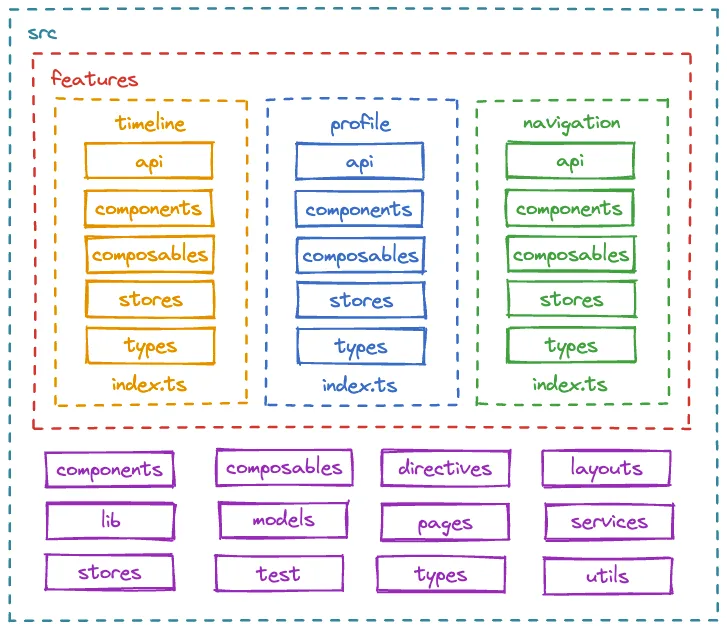 src
features
timeline
api
components
composables
stores
types
index.ts
profile
api
components
composables
stores
types
index.ts
navigation
api
components
composables
stores
types
index.ts
components
composables
directives
layouts
lib
models
pages
services
stores
test
types
utils